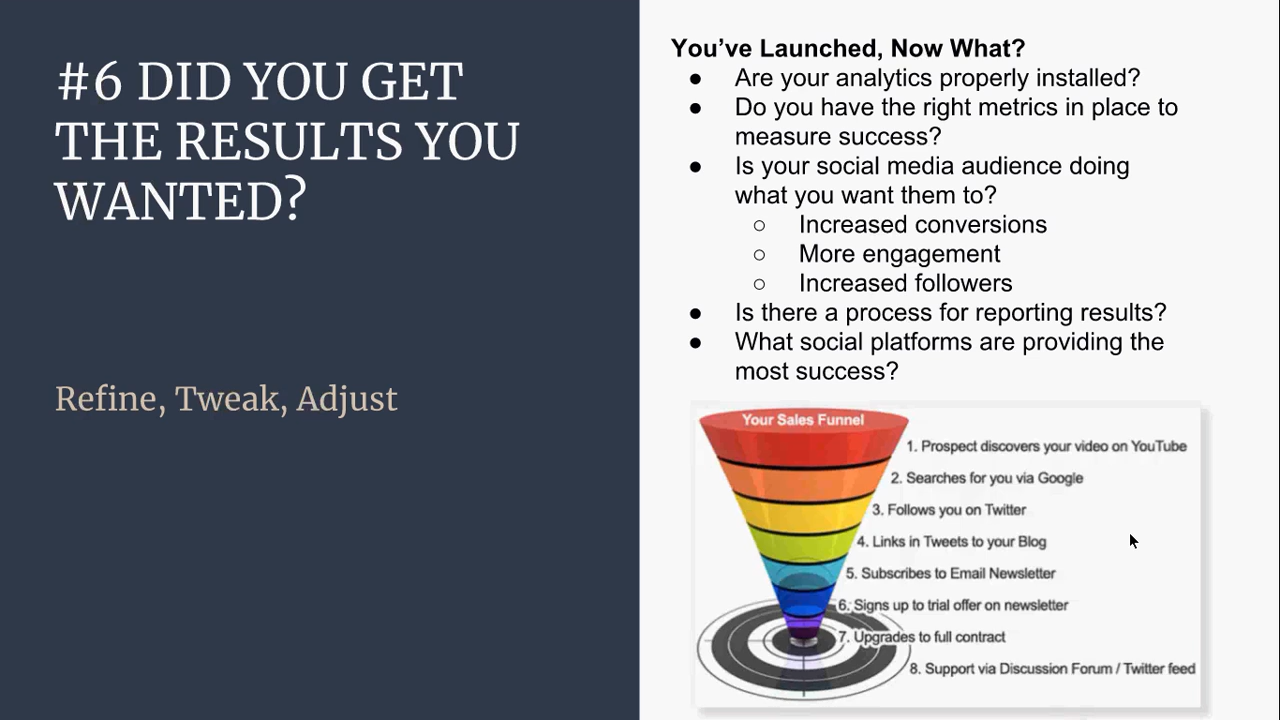 #6 DID YOU GET
THE RESULTS YOU
WANTED?
Refine, Tweak, Adjust
You’ve Launched, Now What?
● Are your analytics properly installed?
● Do you have the right metrics in place to
measure success?
● Is your social media audience doing
what you want them to?
○ Increased conversions
○ More engagement
○ Increased followers
● Is there a process for reporting results?
● What social platforms are providing the
most success?
Your Sales Funnel
1. Prospect discovers your video on YouTube
2. Searches for you via Google
3. Follows you on Twitter
4. Links in Tweets to your Blog
5. Subscribes to Email Newsletter
6. Signs up to trial offer on newsletter
7. Upgrades to full contract
8. Support via Discussion Forum / Twitter feed